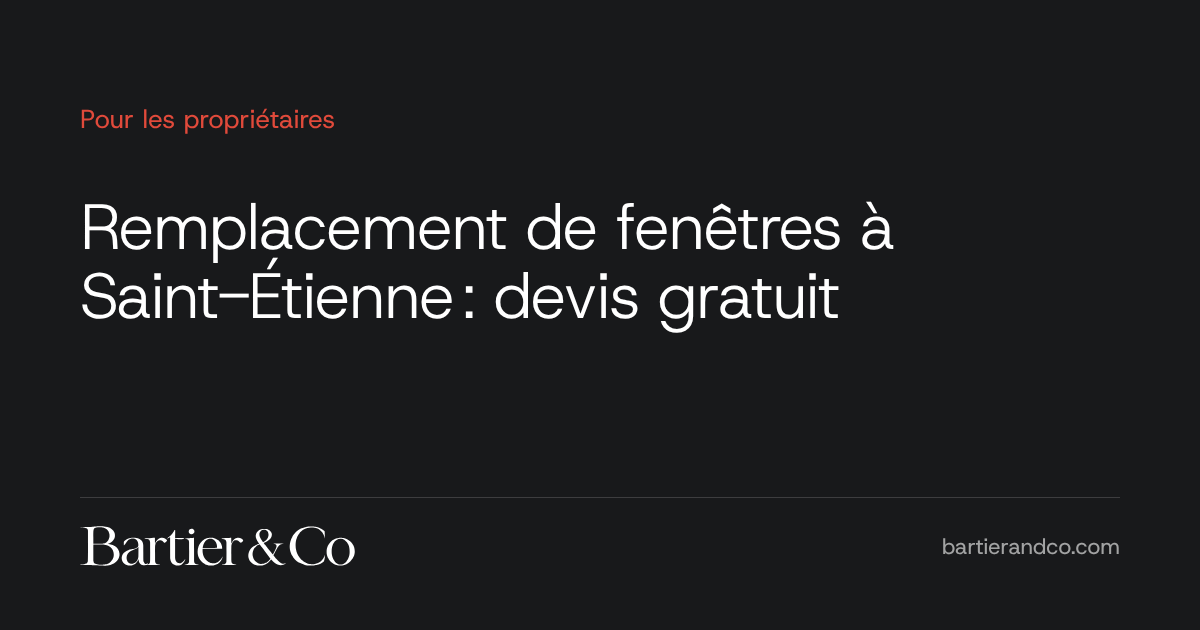 Pour les propriétaires
Remplacement de fenêtres à
Saint-Étienne : devis gratuit
Bartier & Co
bartierandco.com